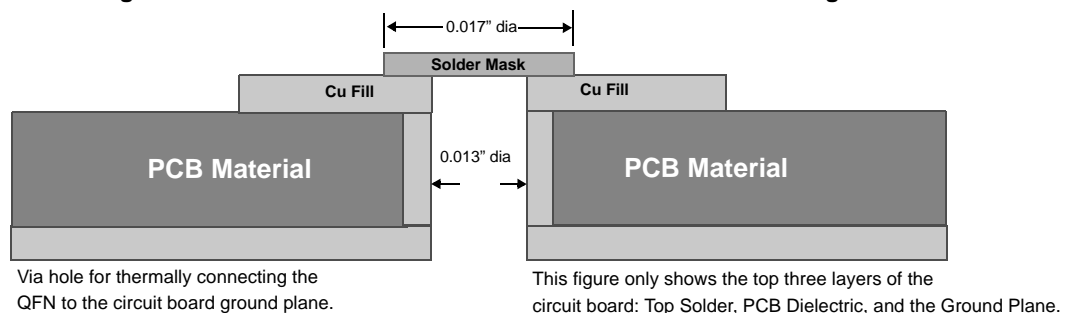 0.017” dia
Solder Mask
Cu Fill
Cu Fill
PCB Material
0.013” dia
PCB Material
Via hole for thermally connecting the
QFN to the circuit board ground plane.
This figure only shows the top three layers of the
circuit board: Top Solder, PCB Dielectric, and the Ground Plane.